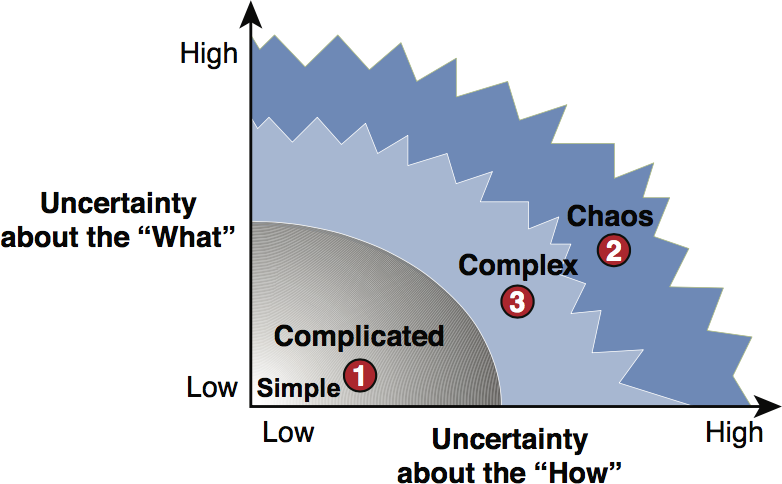 High
Uncertainty
about the “What”
Chaos
2
Complex
3
Complicated
1
Low
Simple
Low
Uncertainty
about the “How”
High